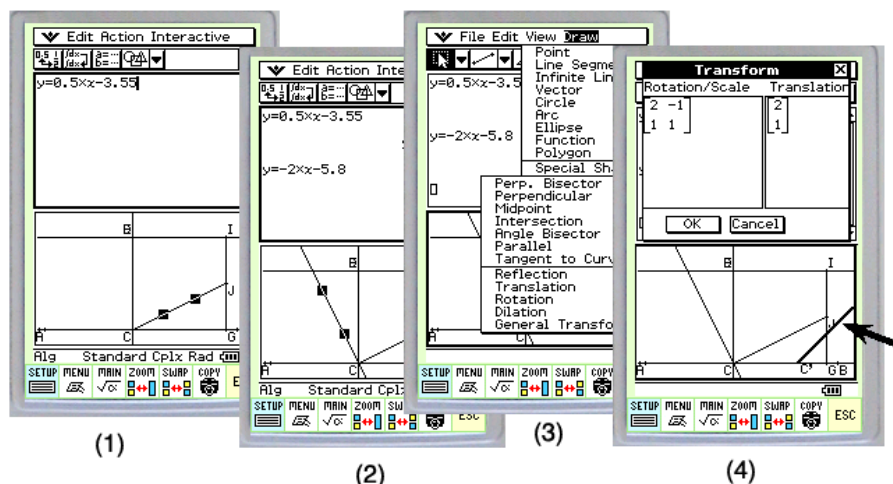 Edit Action Interactive
y=0.5×x-3.55
B
I
J
A
C
G
Alg Standard Cplx Rad
SETUP MENU MAIN ZOOM SWAP COPY
(1)
Edit Action Inte
y=0.5×x-3.55
y=-2×x-5.8
B
A
C
Alg Standard Cplx
SETUP MENU MAIN ZOOM SWAP
ESC
(2)
File Edit View Draw
y=0.5×x-3.5
y=-2×x-5.8
Point
Line Segme
Infinite Lin
Vector
Circle
Arc
Ellipse
Function
Polygon
Special Sh
Perp. Bisector
Perpendicular
Midpoint
Intersection
Angle Bisector
Parallel
Tangent to Curv
Reflection
Translation
Rotation
Dilation
General Transfo
A
C
SETUP MENU MAIN ZOOM SWAP COPY
(3)
Transform
Rotation/Scale Translation
2 -1 2
1 1 1
OK Cancel
B
I
J
A
C
C'
G'B
SETUP MENU MAIN ZOOM SWAP COPY
ESC
(4)